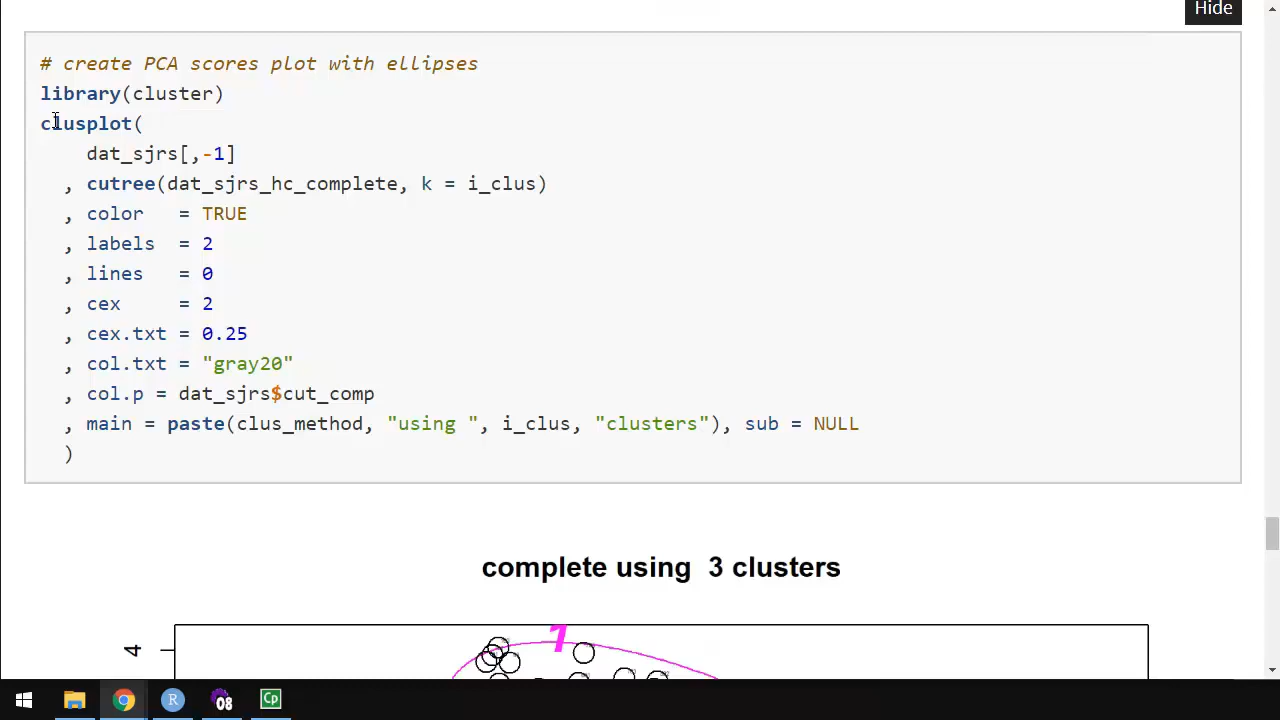 Hide
# create PCA scores plot with ellipses
library(cluster)
clusplot(
dat_sjrs[,-1]
, cutree(dat_sjrs_hc_complete, k = i_clus)
, color = TRUE
, labels = 2
, lines = 0
, cex = 2
, cex.txt = 0.25
, col.txt = "gray20"
, col.p = dat_sjrs$cut_comp
, main = paste(clus_method, "using ", i_clus, "clusters"), sub = NULL
)
complete using  3 clusters
1
4
R
08
Cp